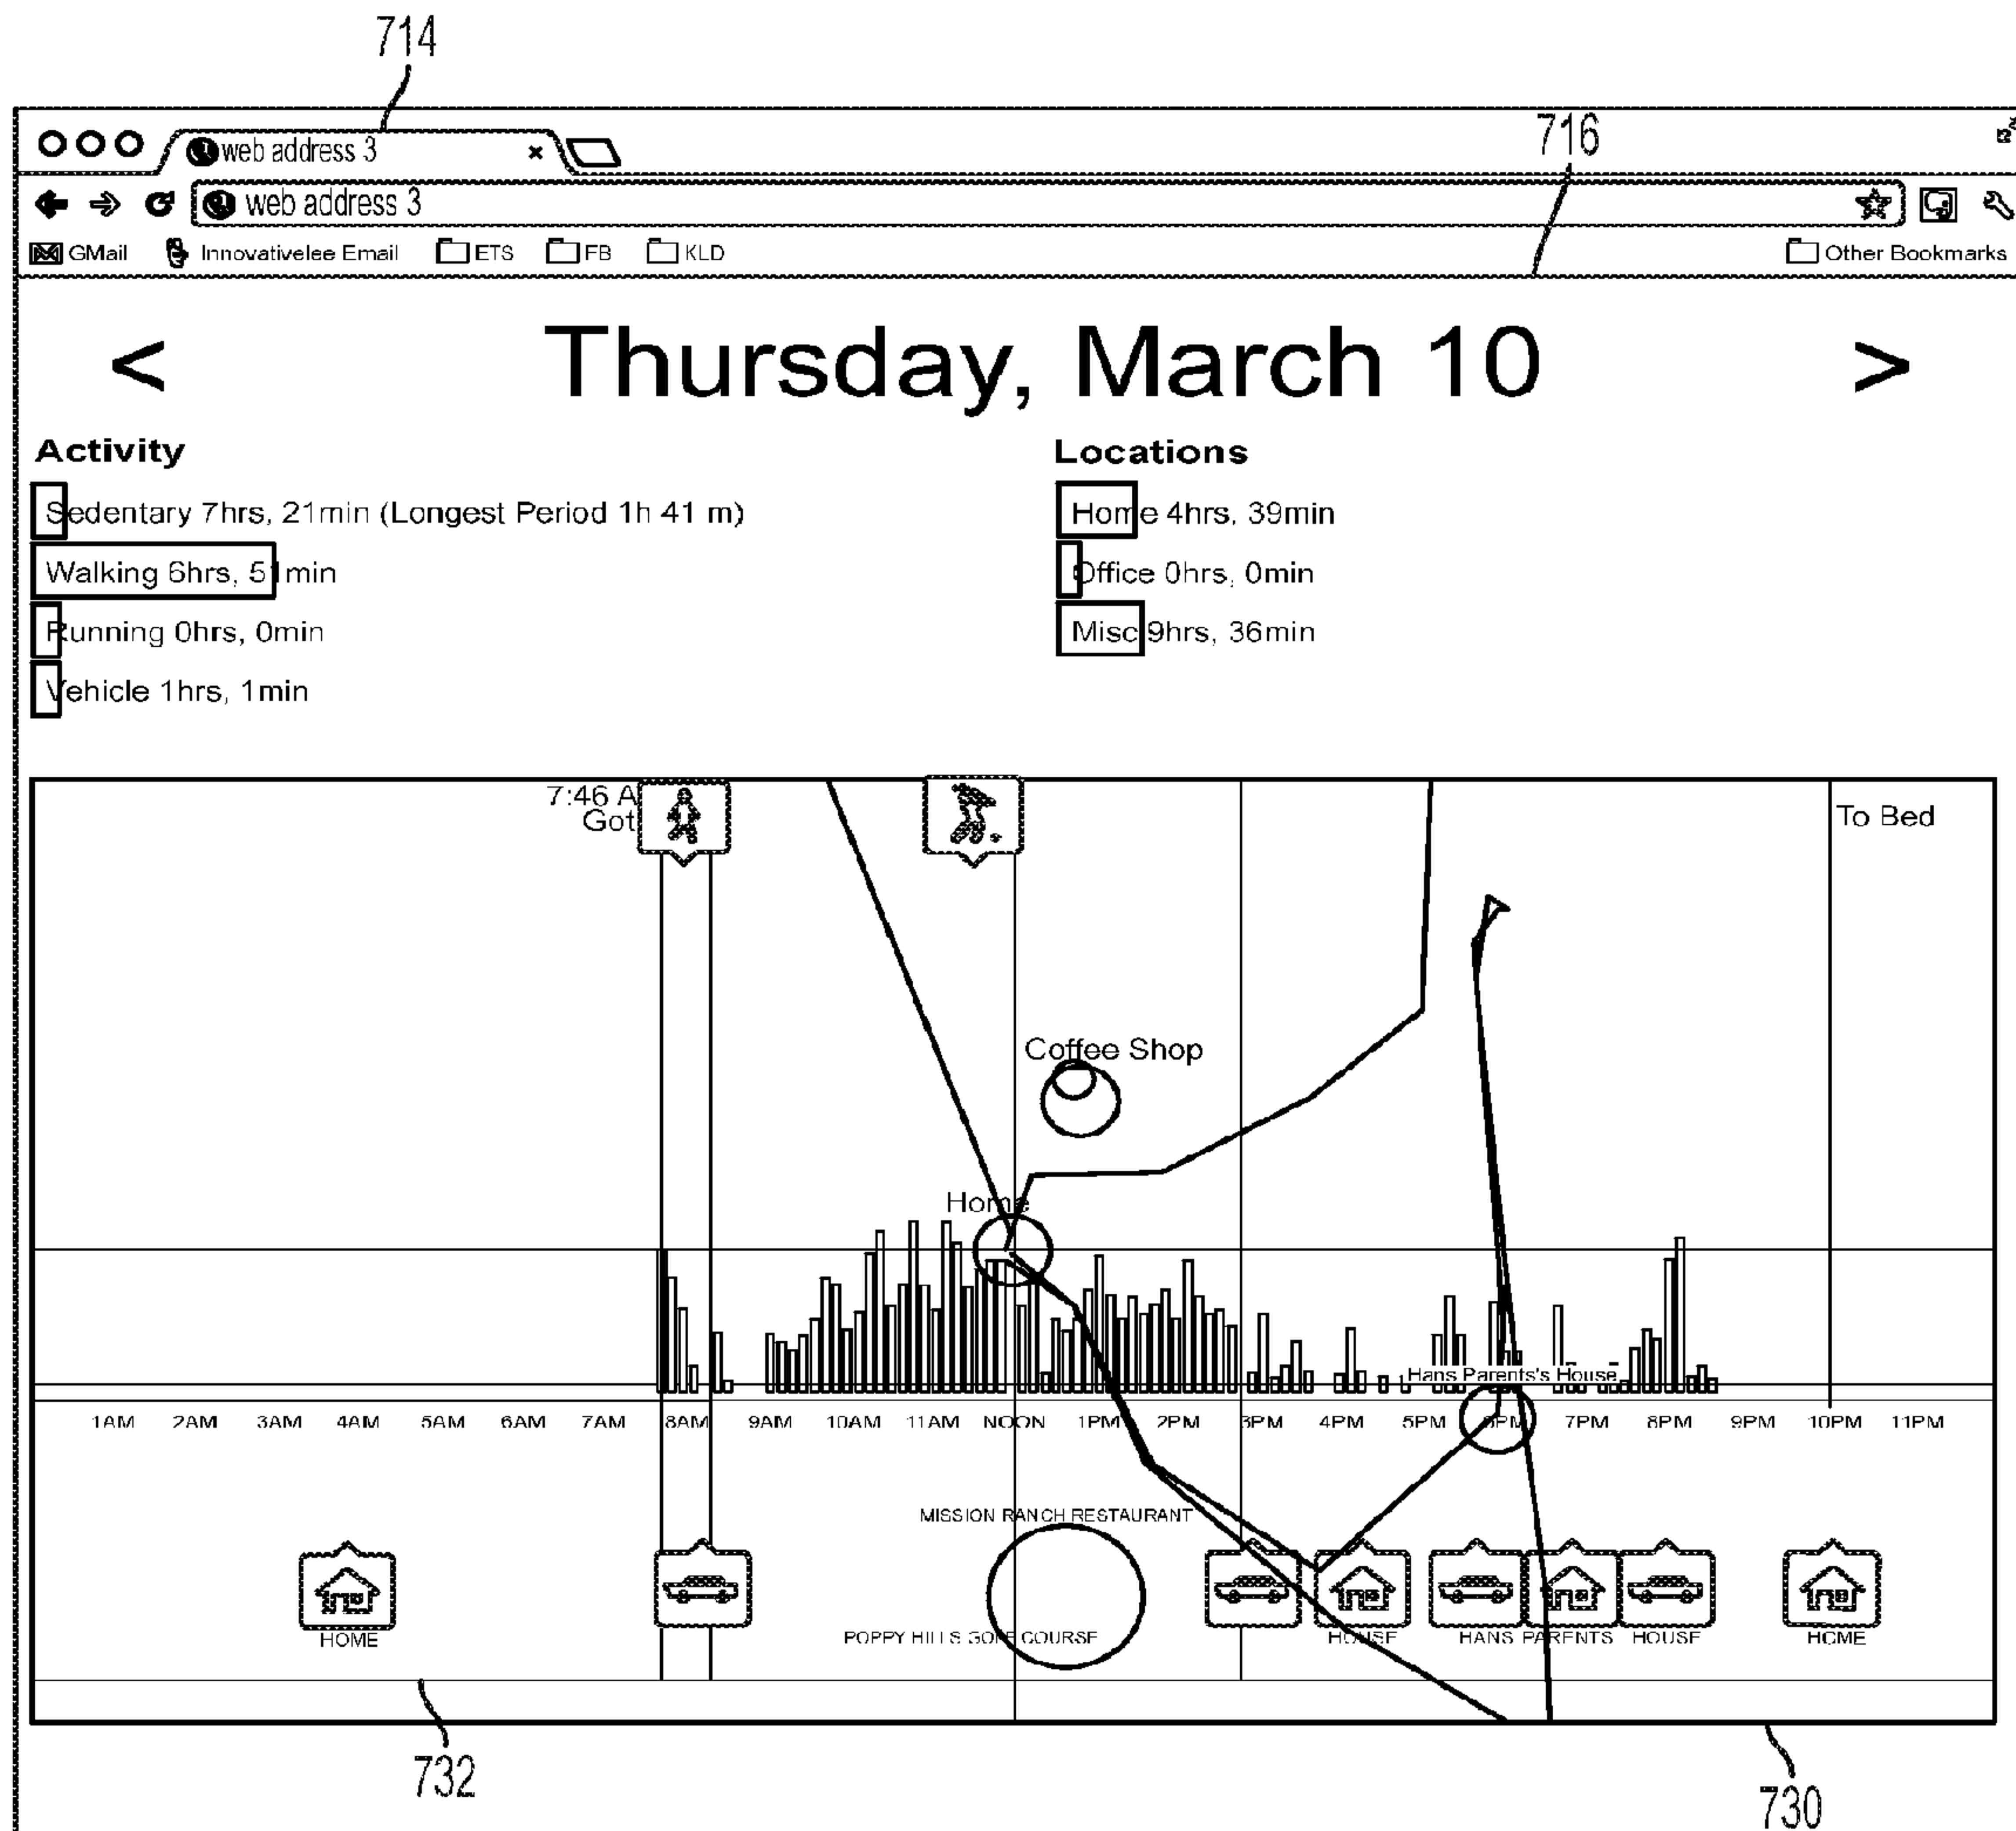 714
web address 3
716
web address 3
GMail Innovativelee Email ETS FB KLD Other Bookmarks
< Thursday, March 10 >
Activity Locations
Sedentary 7hrs, 21min (Longest Period 1h 41 m) Home 4hrs, 39min
Walking 6hrs, 51min Office 0hrs, 0min
Running 0hrs, 0min Misc 9hrs, 36min
Vehicle 1hrs, 1min
7:46 A
Got
To Bed
Coffee Shop
Home
Hans Parents's House
1AM 2AM 3AM 4AM 5AM 6AM 7AM 8AM 9AM 10AM 11AM NOON 1PM 2PM 3PM 4PM 5PM 6PM 7PM 8PM 9PM 10PM 11PM
MISSION RANCH RESTAURANT
HOME POPPY HILLS GOLF COURSE HOUSE HANS PARENTS HOUSE HOME
732
730